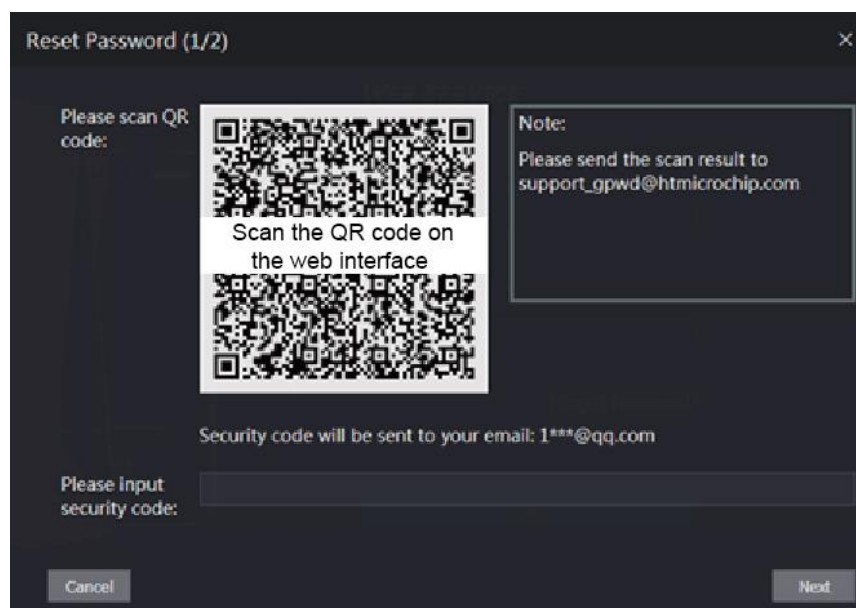 Reset Password (1/2)
Please scan QR
code:
Scan the QR code on
the web interface
Note:
Please send the scan result to
support_gpwd@htmicrochip.com
Security code will be sent to your email: 1***@qq.com
Please input
security code:
Cancel
Next